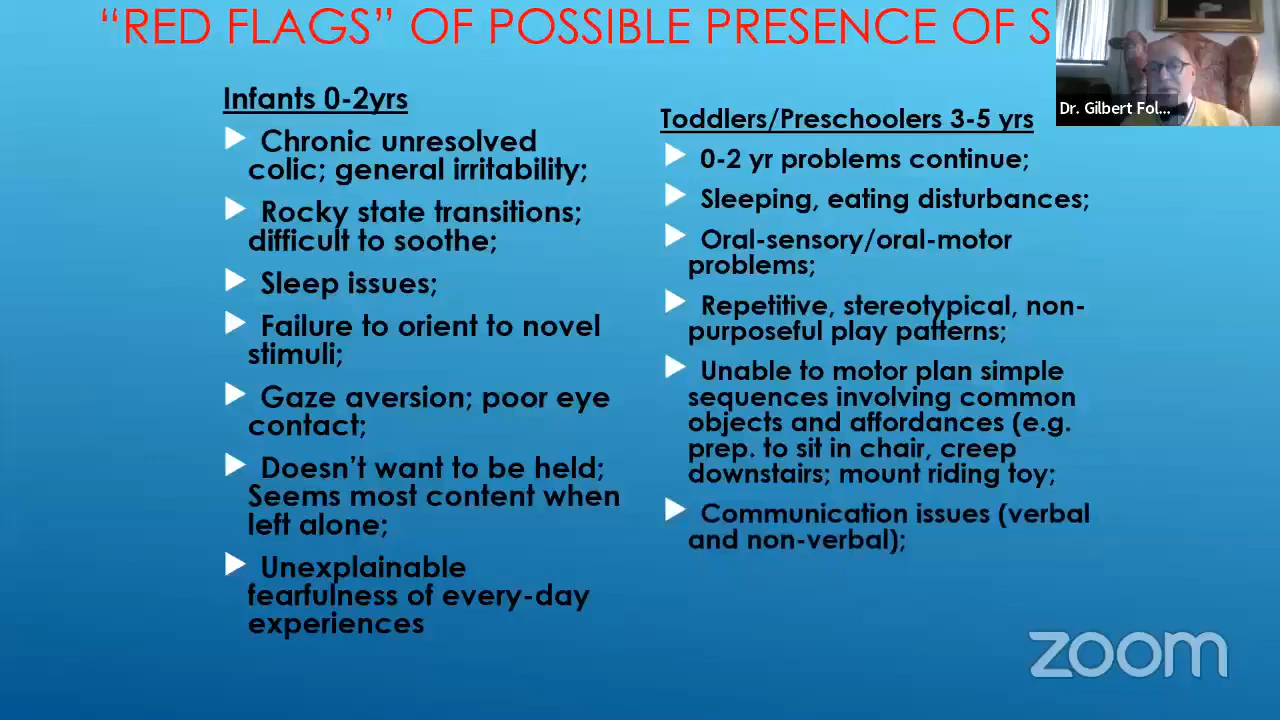 “RED FLAGS” OF POSSIBLE PRESENCE OF S
Dr. Gilbert Fol...
Infants 0-2yrs
Chronic unresolved
colic; general irritability;
Rocky state transitions;
difficult to soothe;
Sleep issues;
Failure to orient to novel
stimuli;
Gaze aversion; poor eye
contact;
Doesn’t want to be held;
Seems most content when
left alone;
Unexplainable
fearfulness of every-day
experiences
Toddlers/Preschoolers 3-5 yrs
0-2 yr problems continue;
Sleeping, eating disturbances;
Oral-sensory/oral-motor
problems;
Repetitive, stereotypical, non-
purposeful play patterns;
Unable to motor plan simple
sequences involving common
objects and affordances (e.g.
prep. to sit in chair, creep
downstairs; mount riding toy;
Communication issues (verbal
and non-verbal);
zoom